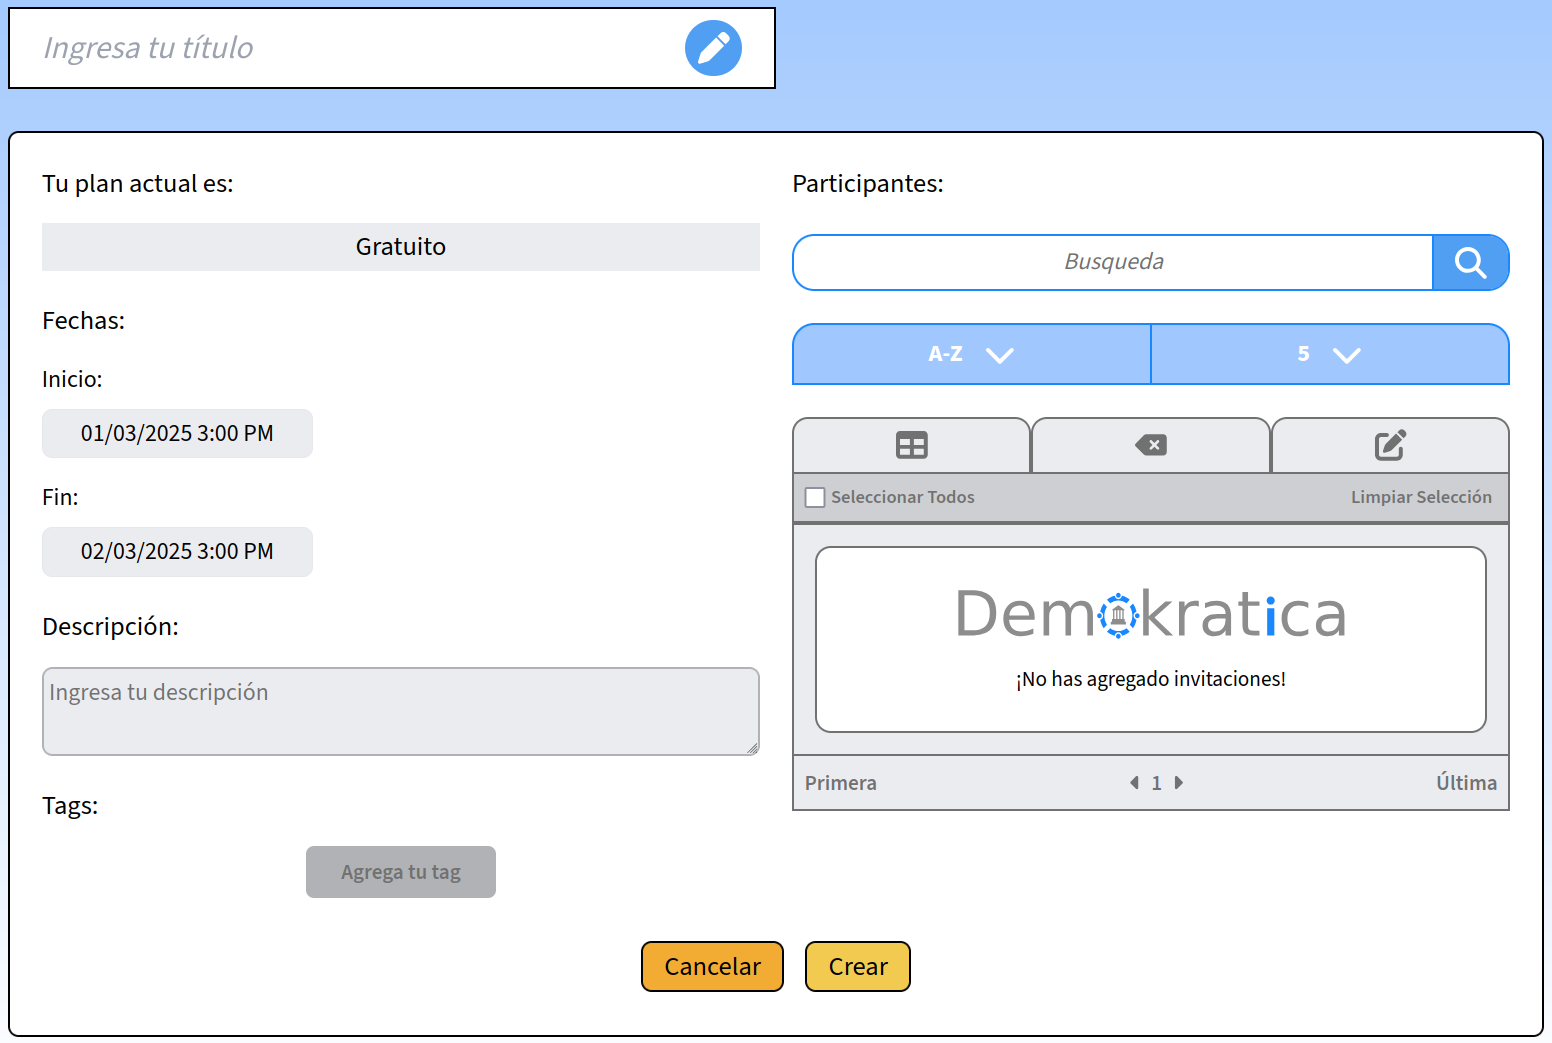 Ingresa tu título
Tu plan actual es:
Gratuito
Fechas:
Inicio:
01/03/2025 3:00 PM
Fin:
02/03/2025 3:00 PM
Descripción:
Ingresa tu descripción
Tags:
Agrega tu tag
Participantes:
Busqueda
A-Z
5
Seleccionar Todos
Limpiar Selección
Demokratica
¡No has agregado invitaciones!
Primera
1
Última
Cancelar
Crear